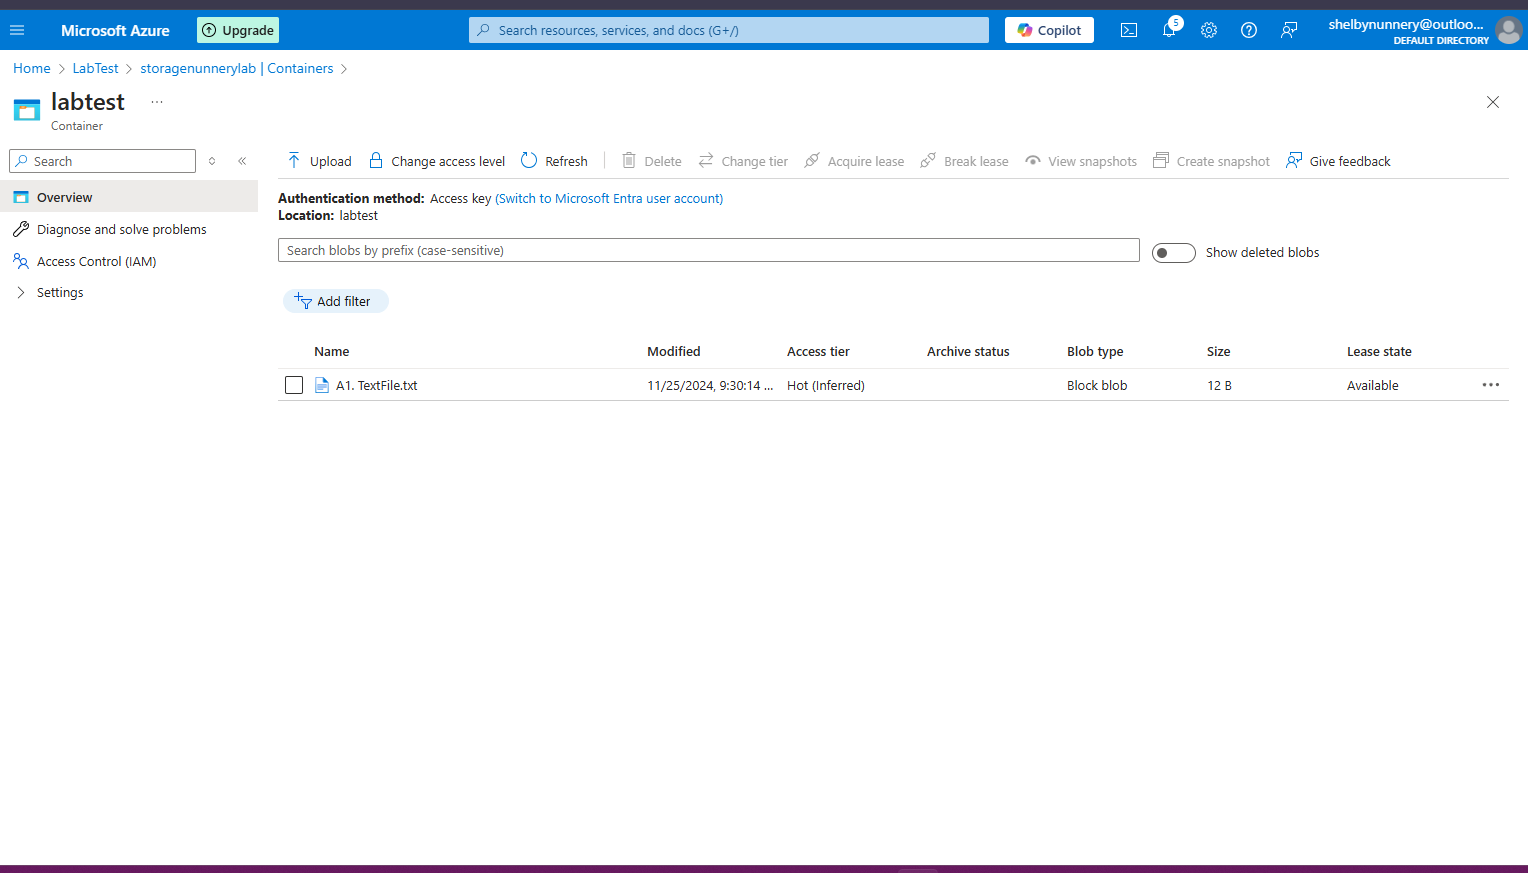 Microsoft Azure
Upgrade
Search resources, services, and docs (G+/)
Copilot
5
shelbynunnery@outloo...
DEFAULT DIRECTORY
Home > LabTest > storagenunnerylab | Containers >
labtest ...
Container
Search
Overview
Diagnose and solve problems
Access Control (IAM)
Settings
Upload Change access level Refresh Delete Change tier Acquire lease Break lease View snapshots Create snapshot Give feedback
Authentication method: Access key (Switch to Microsoft Entra user account)
Location: labtest
Search blobs by prefix (case-sensitive)
Show deleted blobs
Add filter
Name Modified Access tier Archive status Blob type Size Lease state
A1. TextFile.txt 11/25/2024, 9:30:14 ... Hot (Inferred) Block blob 12 B Available